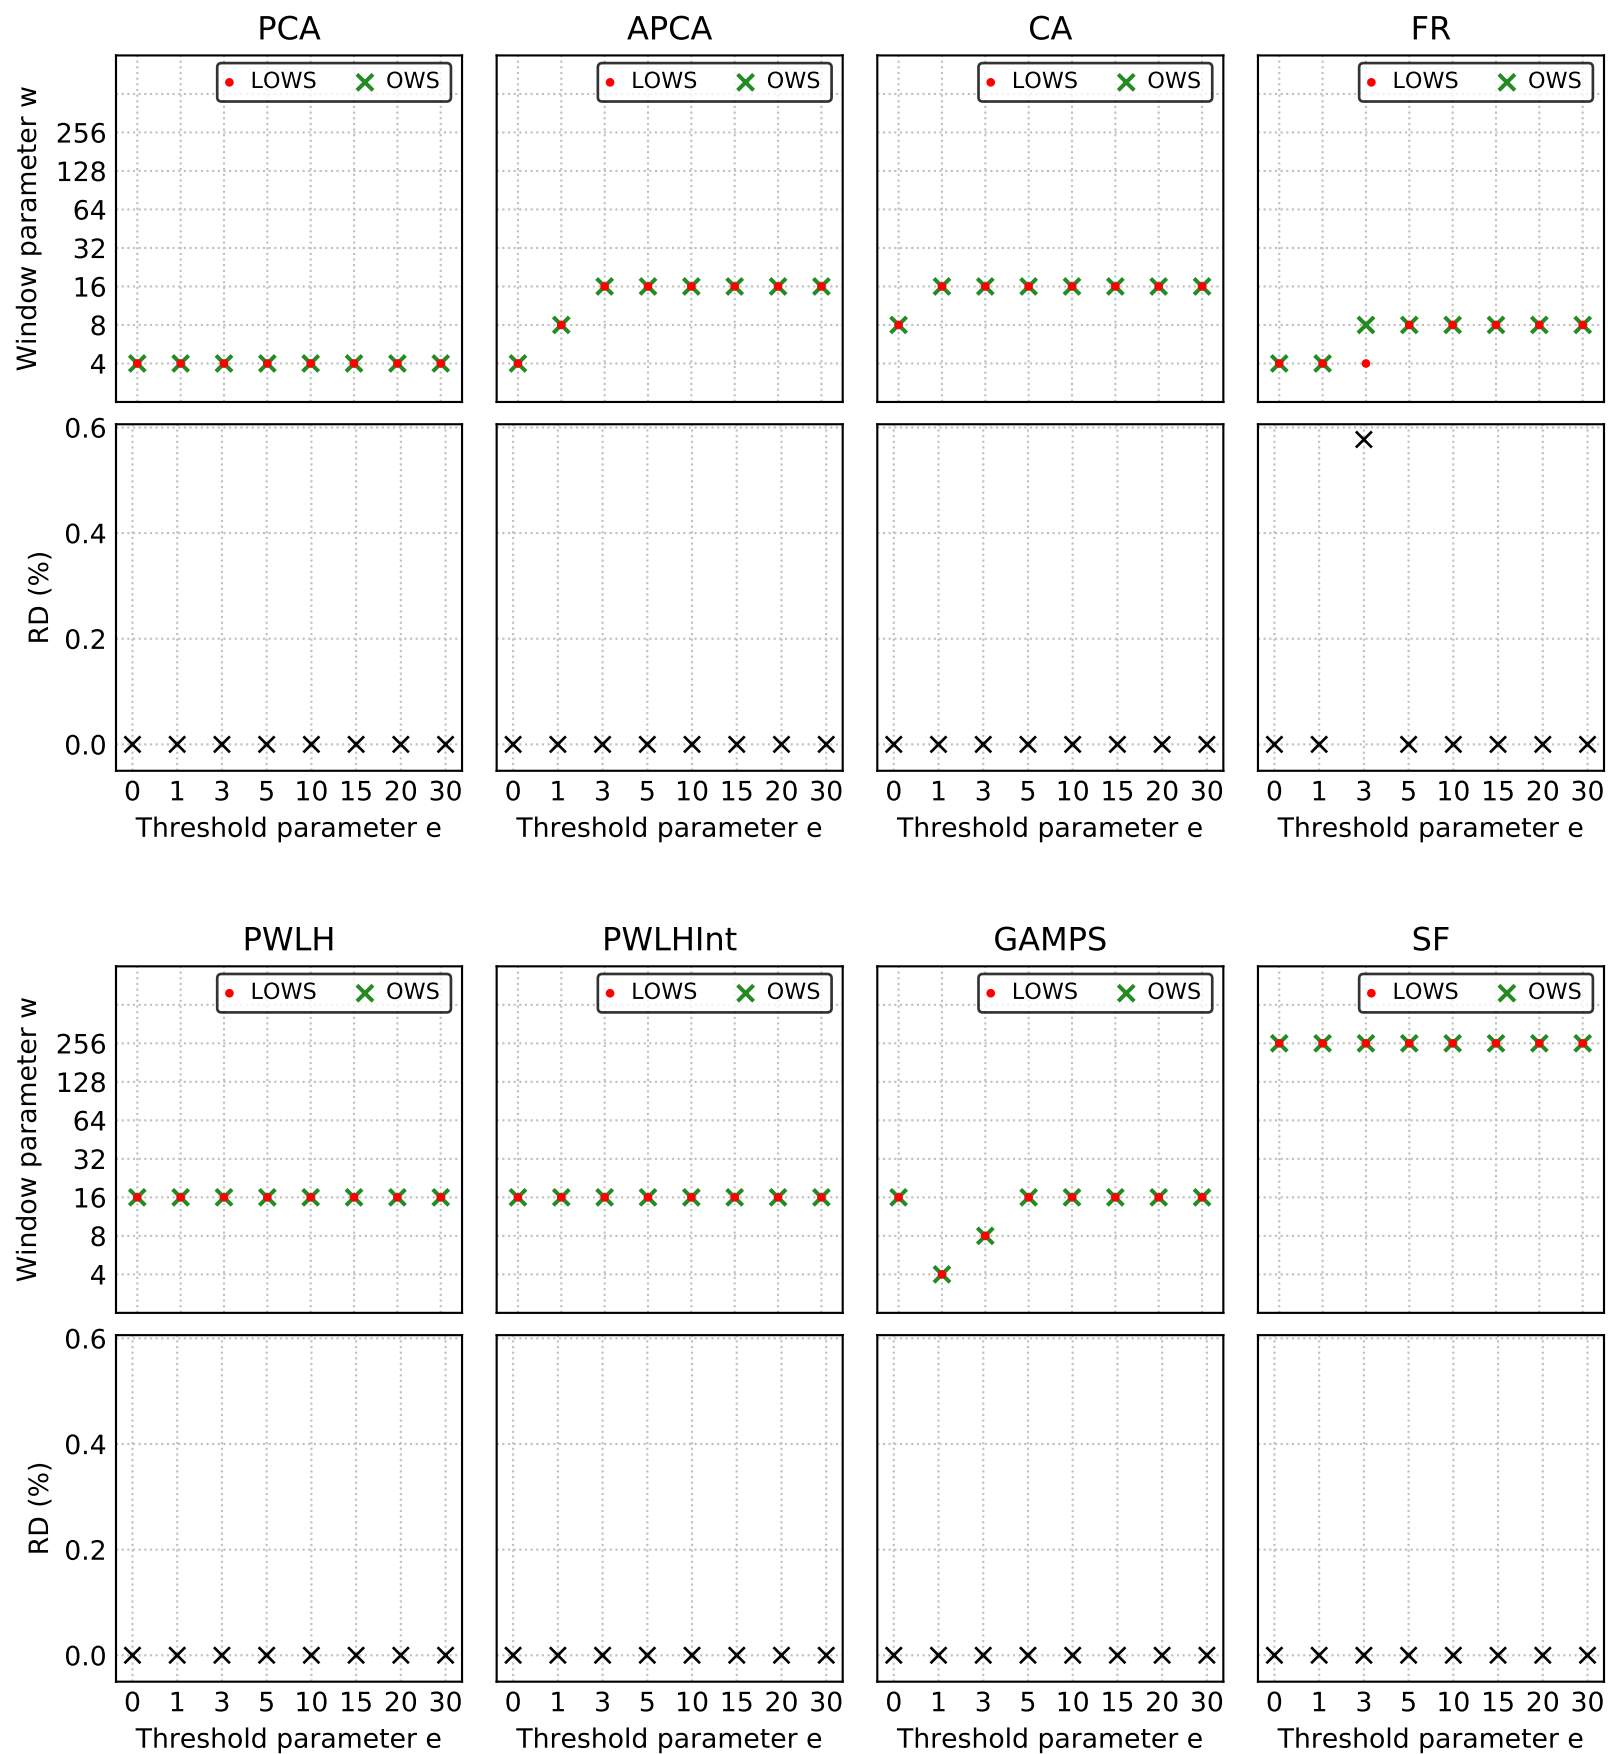 PCA APCA CA FR
LOWS OWS LOWS OWS LOWS OWS LOWS OWS
Window parameter w
256
128
64
32
16
8
4
RD (%)
0.6
0.4
0.2
0.0
0 1 3 5 10 15 20 30 0 1 3 5 10 15 20 30 0 1 3 5 10 15 20 30 0 1 3 5 10 15 20 30
Threshold parameter e Threshold parameter e Threshold parameter e Threshold parameter e
PWLH PWLHInt GAMPS SF
LOWS OWS LOWS OWS LOWS OWS LOWS OWS
Window parameter w
256
128
64
32
16
8
4
RD (%)
0.6
0.4
0.2
0.0
0 1 3 5 10 15 20 30 0 1 3 5 10 15 20 30 0 1 3 5 10 15 20 30 0 1 3 5 10 15 20 30
Threshold parameter e Threshold parameter e Threshold parameter e Threshold parameter e